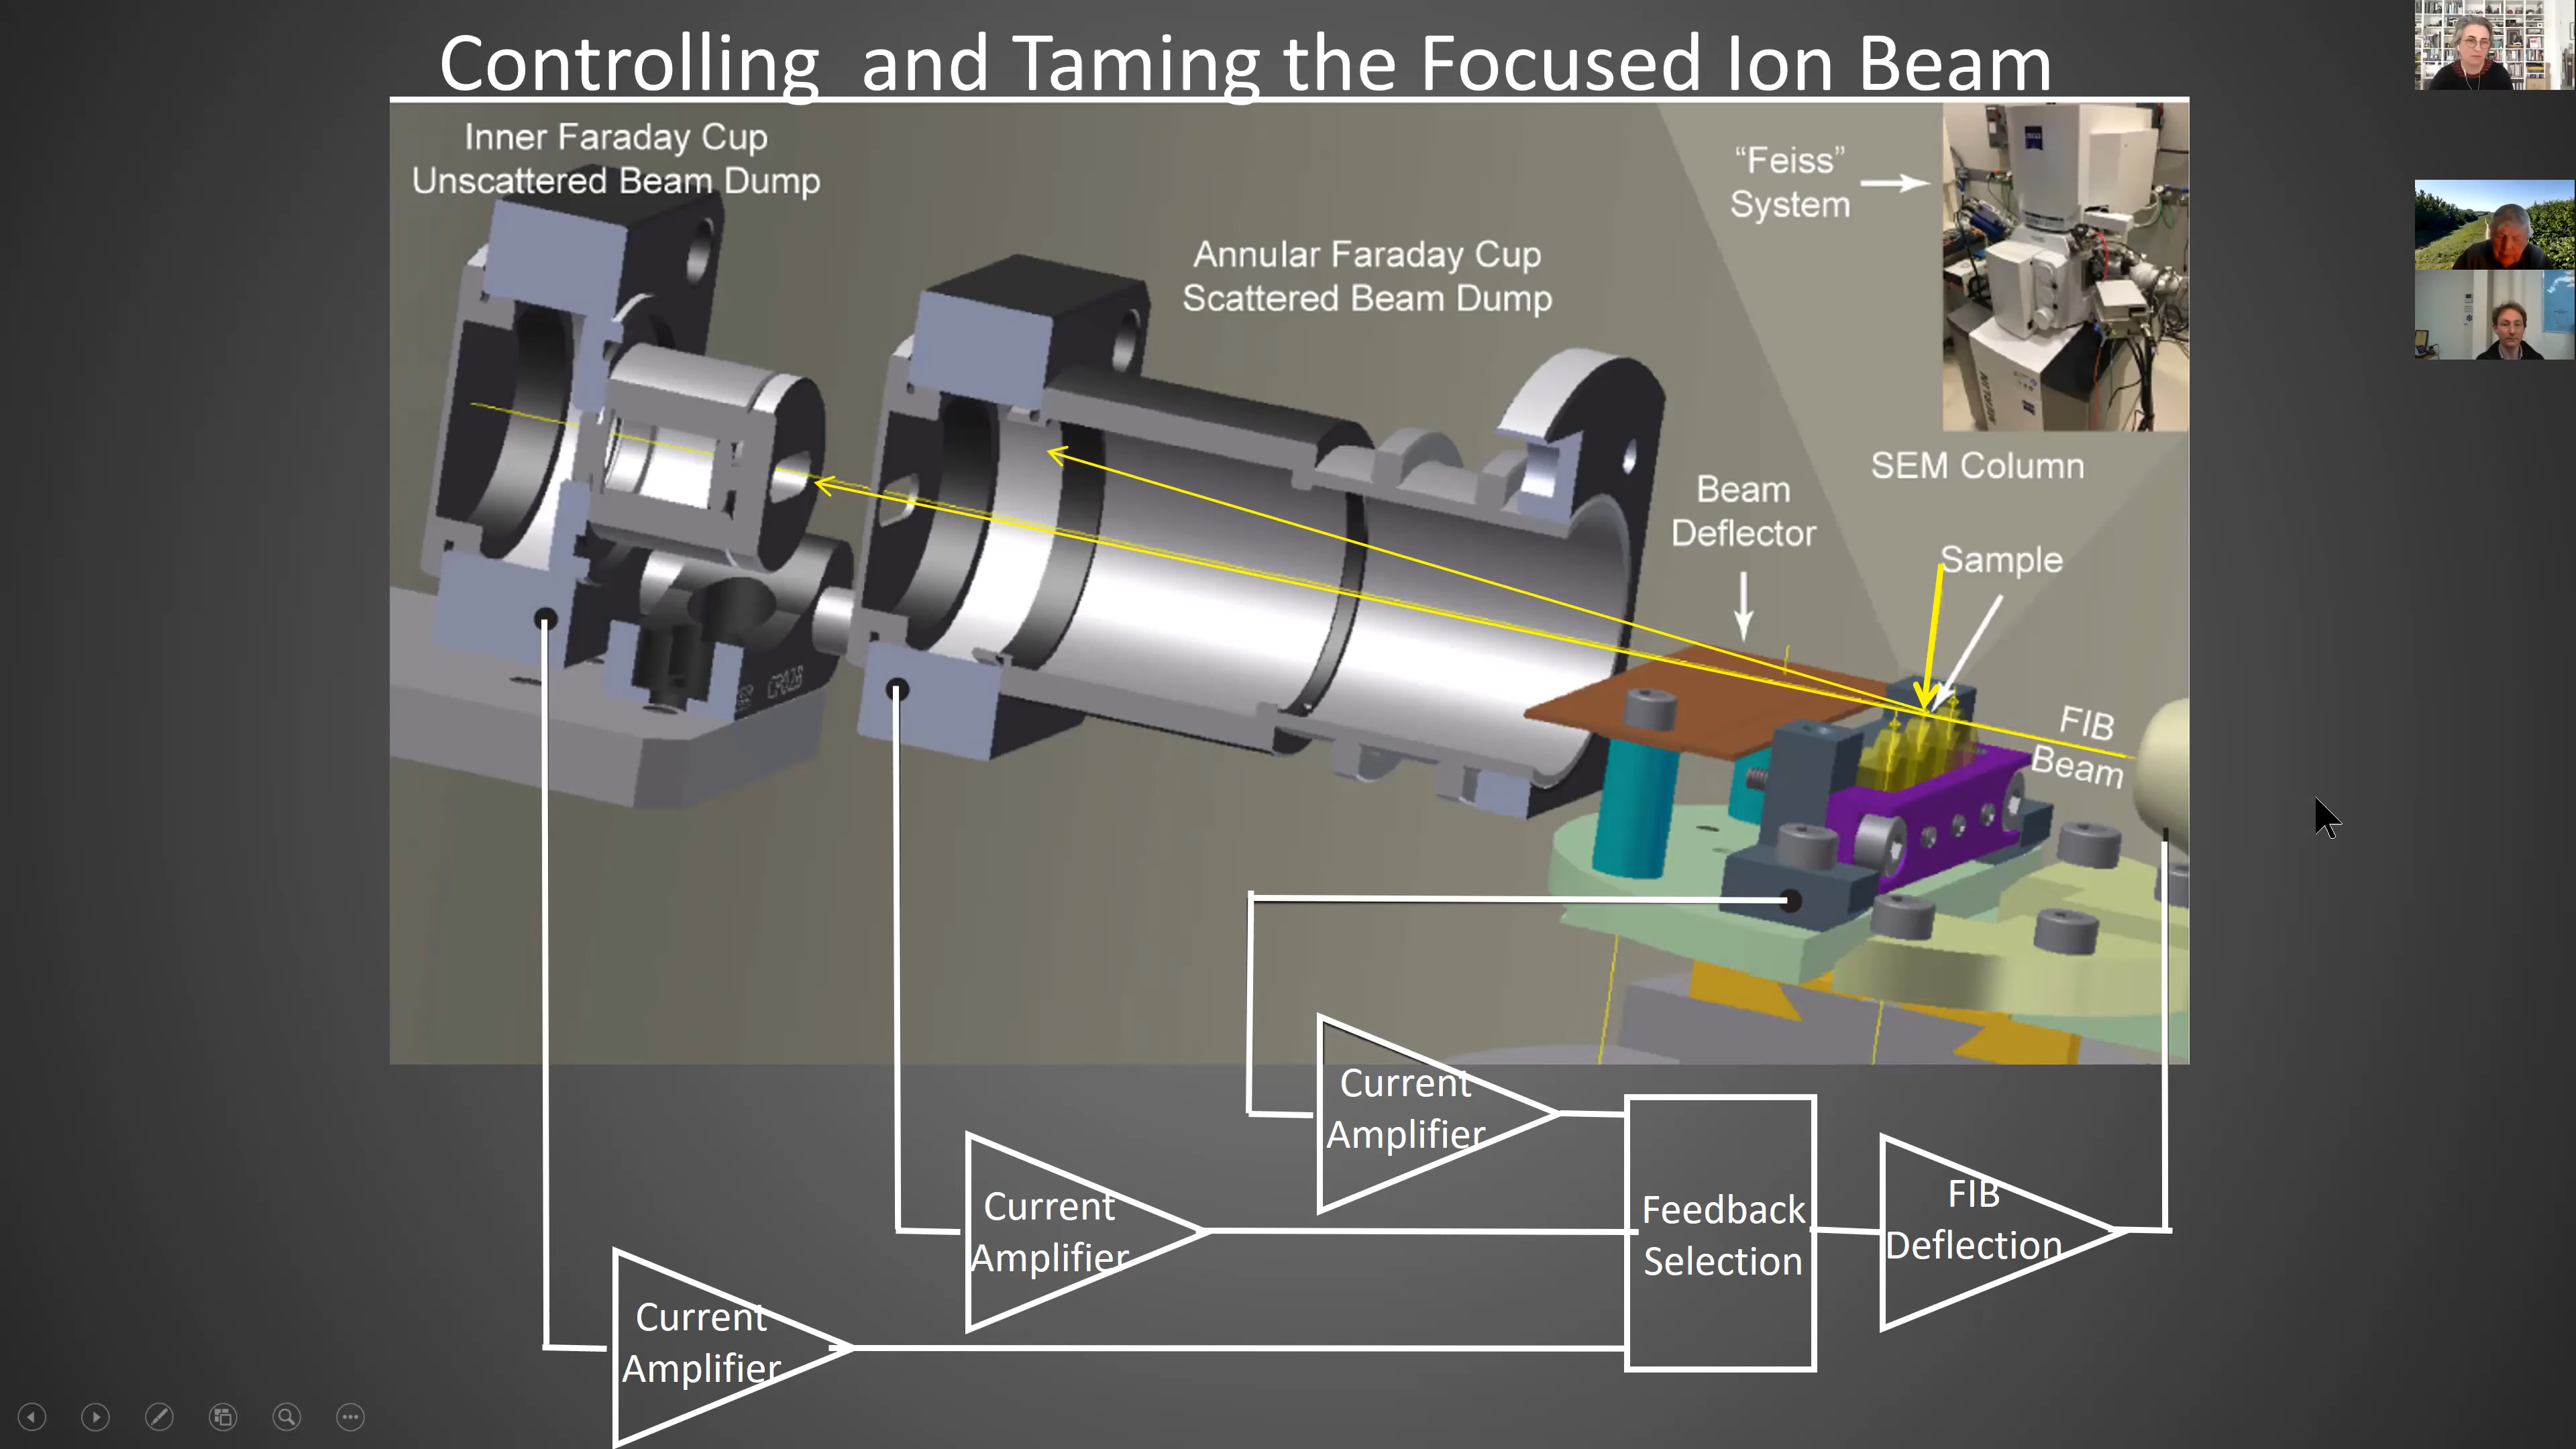 Controlling  and Taming the Focused Ion Beam
Inner Faraday Cup
Unscattered Beam Dump
Annular Faraday Cup
Scattered Beam Dump
“Feiss”
System
SEM Column
Beam
Deflector
Sample
FIB
Beam
Current
Amplifier
Current
Amplifier
Current
Amplifier
Feedback
Selection
FIB
Deflection